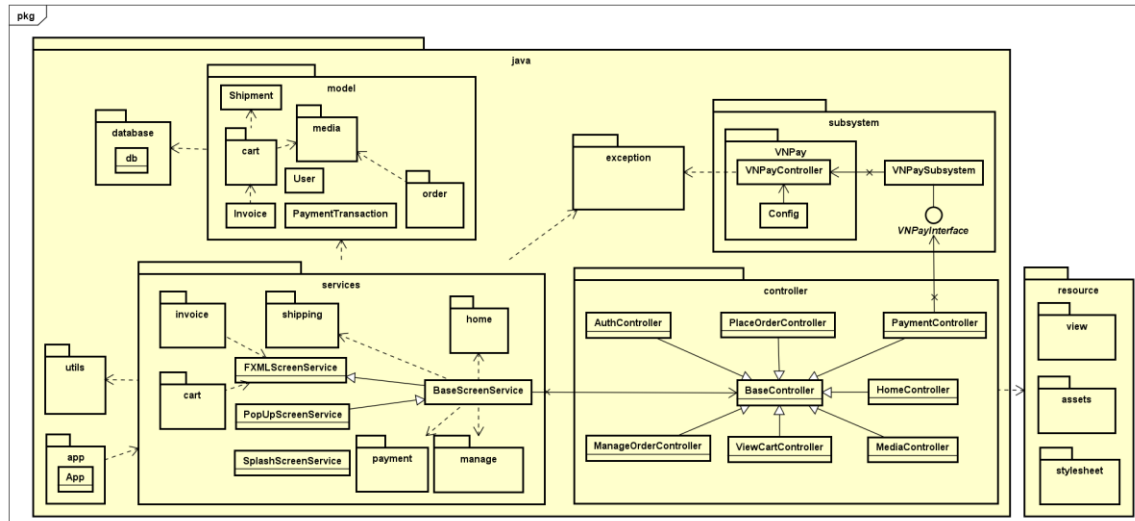 pkg
java
model
Shipment
media
database
db
cart
User
order
Invoice
PaymentTransaction
exception
subsystem
VNPay
VNPayController
VNPaySubsystem
Config
VNPayInterface
services
invoice
shipping
home
utils
FXMLScreenService
cart
BaseScreenService
PopUpScreenService
app
App
SplashScreenService
payment
manage
controller
AuthController
PlaceOrderController
PaymentController
BaseController
HomeController
ManageOrderController
ViewCartController
MediaController
resource
view
assets
stylesheet